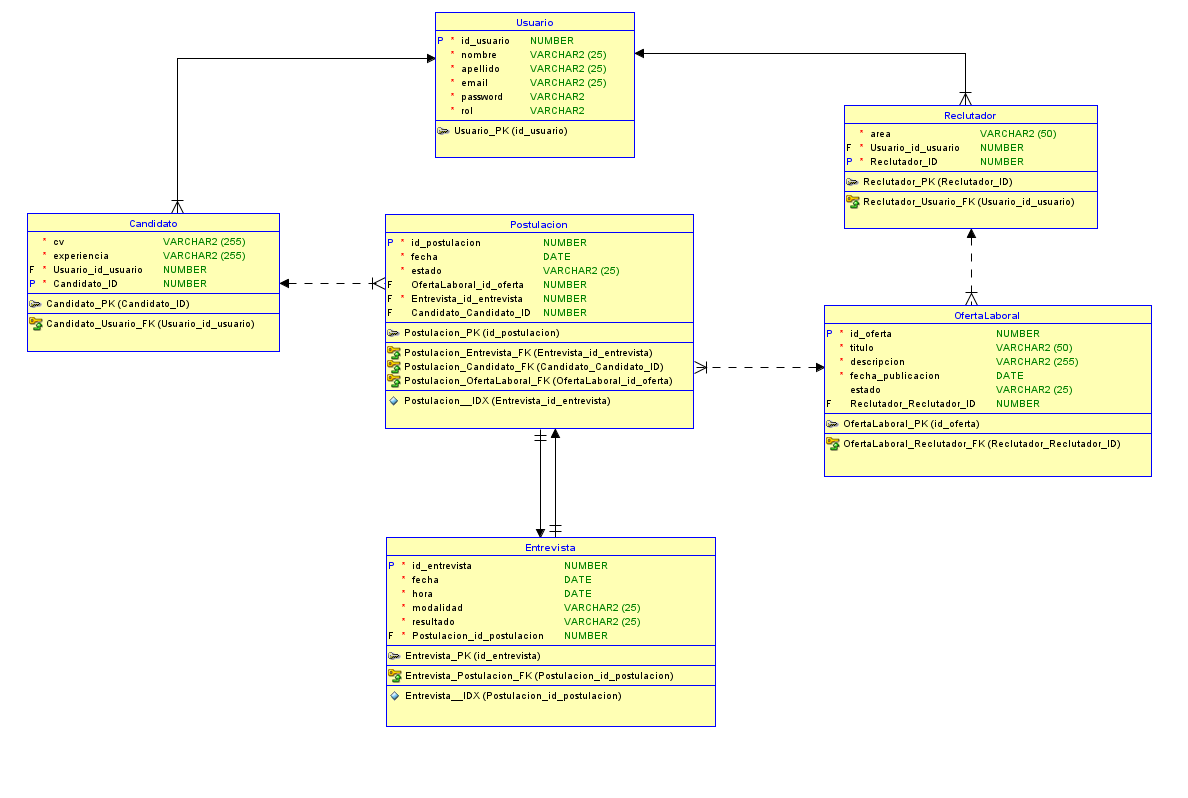 Usuario
P * id_usuario NUMBER
* nombre VARCHAR2 (25)
* apellido VARCHAR2 (25)
* email VARCHAR2 (25)
* password VARCHAR2
* rol VARCHAR2
Usuario_PK (id_usuario)
Reclutador
* area VARCHAR2 (50)
F * Usuario_id_usuario NUMBER
P * Reclutador_ID NUMBER
Reclutador_PK (Reclutador_ID)
Reclutador_Usuario_FK (Usuario_id_usuario)
Candidato
* cv VARCHAR2 (255)
* experiencia VARCHAR2 (255)
F * Usuario_id_usuario NUMBER
P * Candidato_ID NUMBER
Candidato_PK (Candidato_ID)
Candidato_Usuario_FK (Usuario_id_usuario)
Postulacion
P * id_postulacion NUMBER
* fecha DATE
* estado VARCHAR2 (25)
F OfertaLaboral_id_oferta NUMBER
F * Entrevista_id_entrevista NUMBER
F Candidato_Candidato_ID NUMBER
Postulacion_PK (id_postulacion)
Postulacion_Entrevista_FK (Entrevista_id_entrevista)
Postulacion_Candidato_FK (Candidato_Candidato_ID)
Postulacion_OfertaLaboral_FK (OfertaLaboral_id_oferta)
Postulacion__IDX (Entrevista_id_entrevista)
OfertaLaboral
P * id_oferta NUMBER
* titulo VARCHAR2 (50)
* descripcion VARCHAR2 (255)
* fecha_publicacion DATE
estado VARCHAR2 (25)
F Reclutador_Reclutador_ID NUMBER
OfertaLaboral_PK (id_oferta)
OfertaLaboral_Reclutador_FK (Reclutador_Reclutador_ID)
Entrevista
P * id_entrevista NUMBER
* fecha DATE
* hora DATE
* modalidad VARCHAR2 (25)
* resultado VARCHAR2 (25)
F * Postulacion_id_postulacion NUMBER
Entrevista_PK (id_entrevista)
Entrevista_Postulacion_FK (Postulacion_id_postulacion)
Entrevista__IDX (Postulacion_id_postulacion)